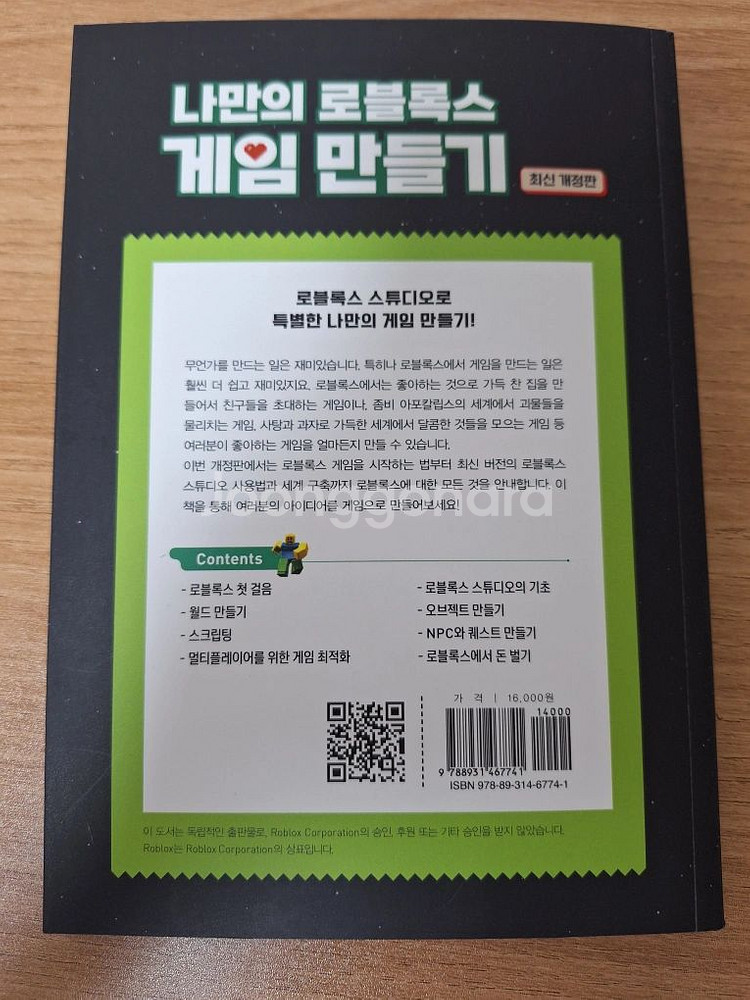 나만의 로블록스
게임 만들기
최신 개정판
로블록스 스튜디오로
특별한 나만의 게임 만들기!
무언가를 만드는 일은 재미있습니다. 특히나 로블록스에서 게임을 만드는 일은
훨씬 더 쉽고 재미있지요. 로블록스에서는 좋아하는 것으로 가득 찬 집을 만
들어서 친구들을 초대하는 게임이나, 좀비 아포칼립스의 세계에서 괴물들을
물리치는 게임, 사탕과 과자로 가득한 세계에서 달콤한 것들을 모으는 게임 등
여러분이 좋아하는 게임을 얼마든지 만들 수 있습니다.
이번 개정판에서는 로블록스 게임을 시작하는 법부터 최신 버전의 로블록스
스튜디오 사용법과 세계 구축까지 로블록스에 대한 모든 것을 안내합니다. 이
책을 통해 여러분의 아이디어를 게임으로 만들어보세요!
Joonggonara
Contents
- 로블록스 첫 걸음
- 월드 만들기
- 스크립팅
- 멀티플레이어를 위한 게임 최적화
- 로블록스 스튜디오의 기초
- 오브젝트 만들기
- NPC와 퀘스트 만들기
- 로블록스에서 돈 벌기
가 격 | 16,000원
14000
9 788931 467741
ISBN 978-89-314-6774-1
이 도서는 독립적인 출판물로, Roblox Corporation의 승인, 후원 또는 기타 승인을 받지 않았습니다.
Roblox는 Roblox Corporation의 상표입니다.